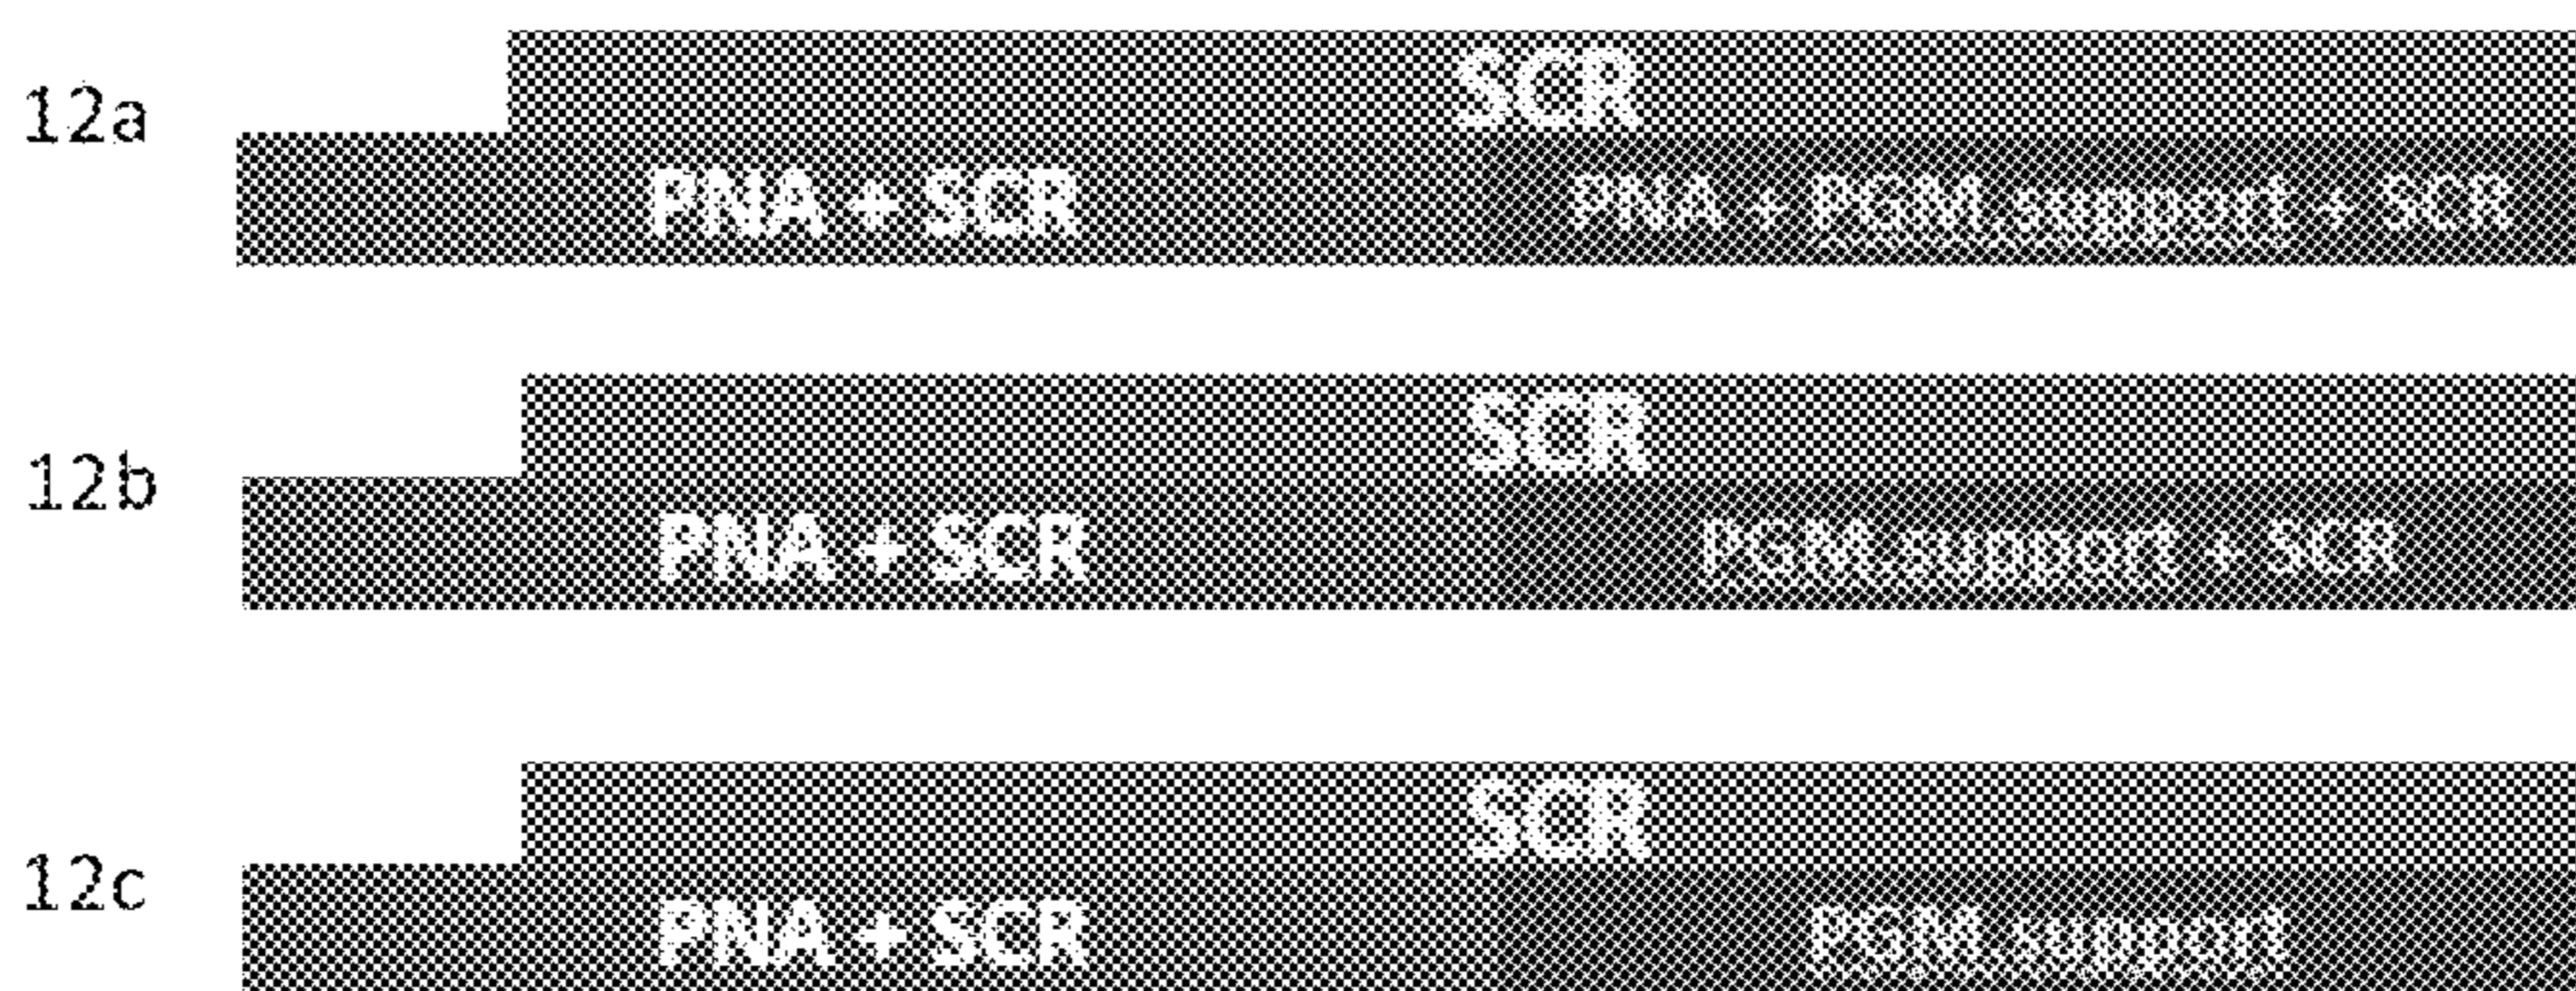 SCR
12a
PNA + SCR PNA + PGM support + SCR
SCR
12b
PNA + SCR PGM support + SCR
SCR
12c
PNA + SCR PGM support